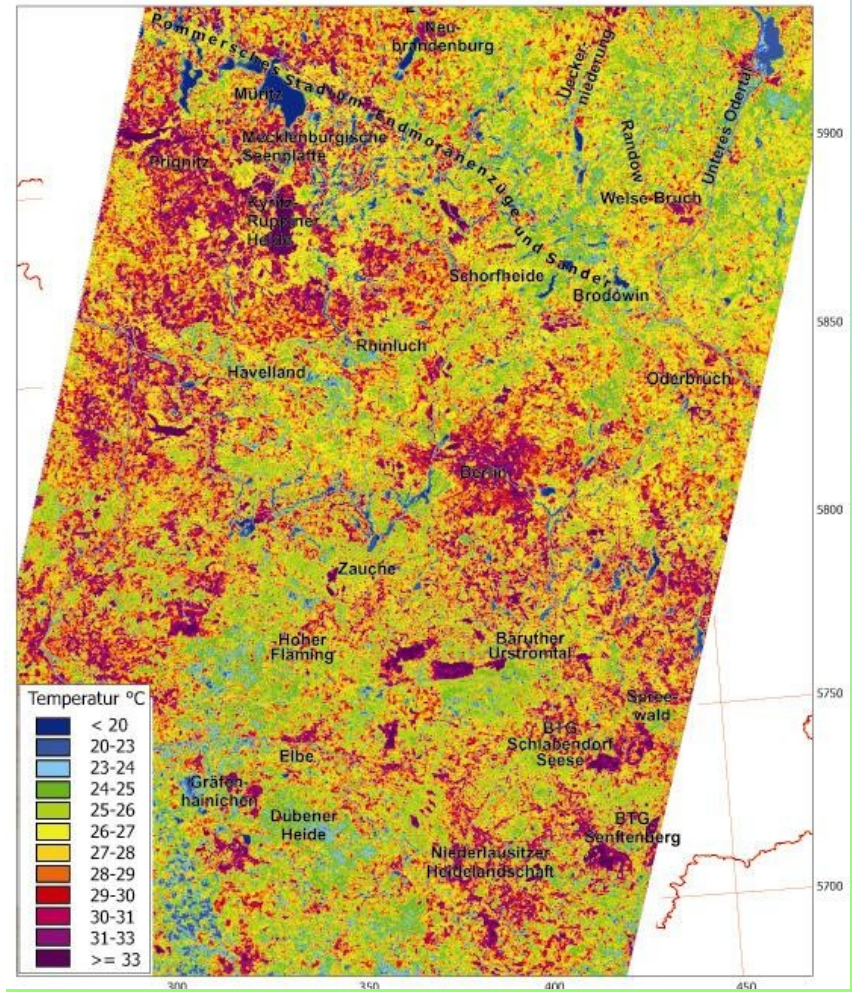 Neu-
brandenburg
Pommersches Stadium-Endmoränenzüge und Sander
Uecker-
niederung
Müritz
Mecklenburgische
Seenplatte
Randow
Unteres Odertal
5900
Prignitz
Welse-Bruch
Kyritz-
Ruppiner
Heide
Schorfheide
Brodowin
5850
Rhinluch
Havelland
Oderbruch
Berlin
5800
Zauche
Hoher
Fläming
Baruther
Urstromtal
5750
Spree-
wald
BTG
Schlabendorf
Seese
Elbe
Gräfen-
hainichen
Dübener
Heide
BTG
Senftenberg
Niederlausitzer
Heidelandschaft
5700
Temperatur °C
< 20
20-23
23-24
24-25
25-26
26-27
27-28
28-29
29-30
30-31
31-33
>= 33
300
350
400
450